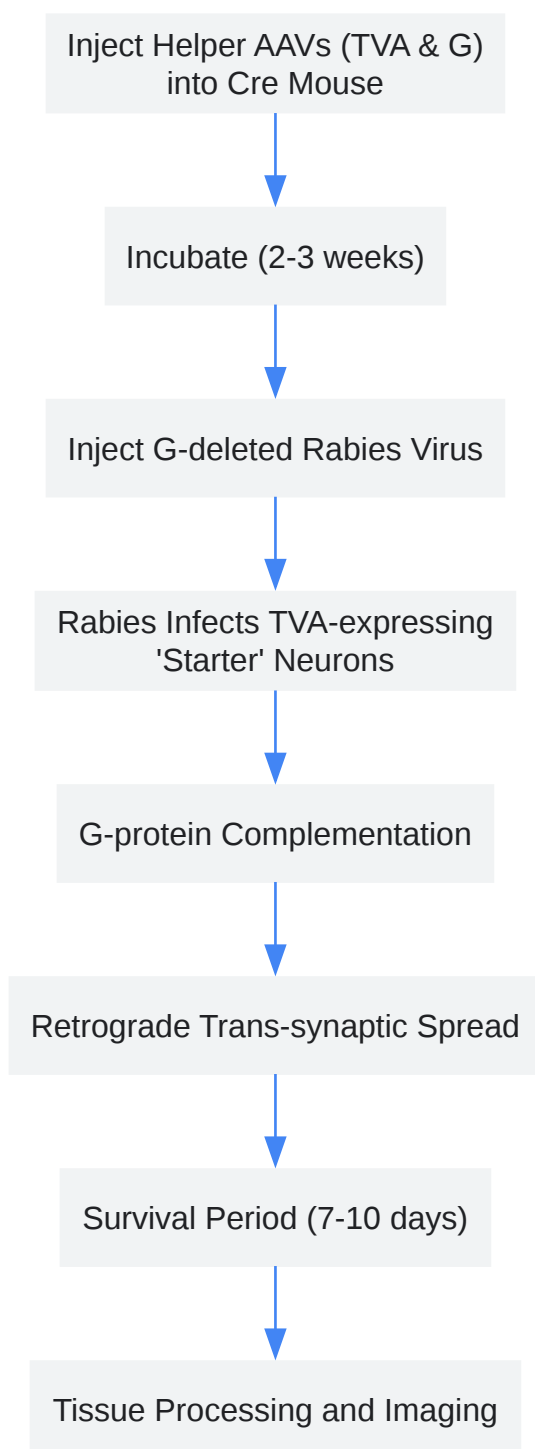 Inject Helper AAVs (TVA & G)
into Cre Mouse
Incubate (2-3 weeks)
Inject G-deleted Rabies Virus
Rabies Infects TVA-expressing
'Starter' Neurons
G-protein Complementation
Retrograde Trans-synaptic Spread
Survival Period (7-10 days)
Tissue Processing and Imaging